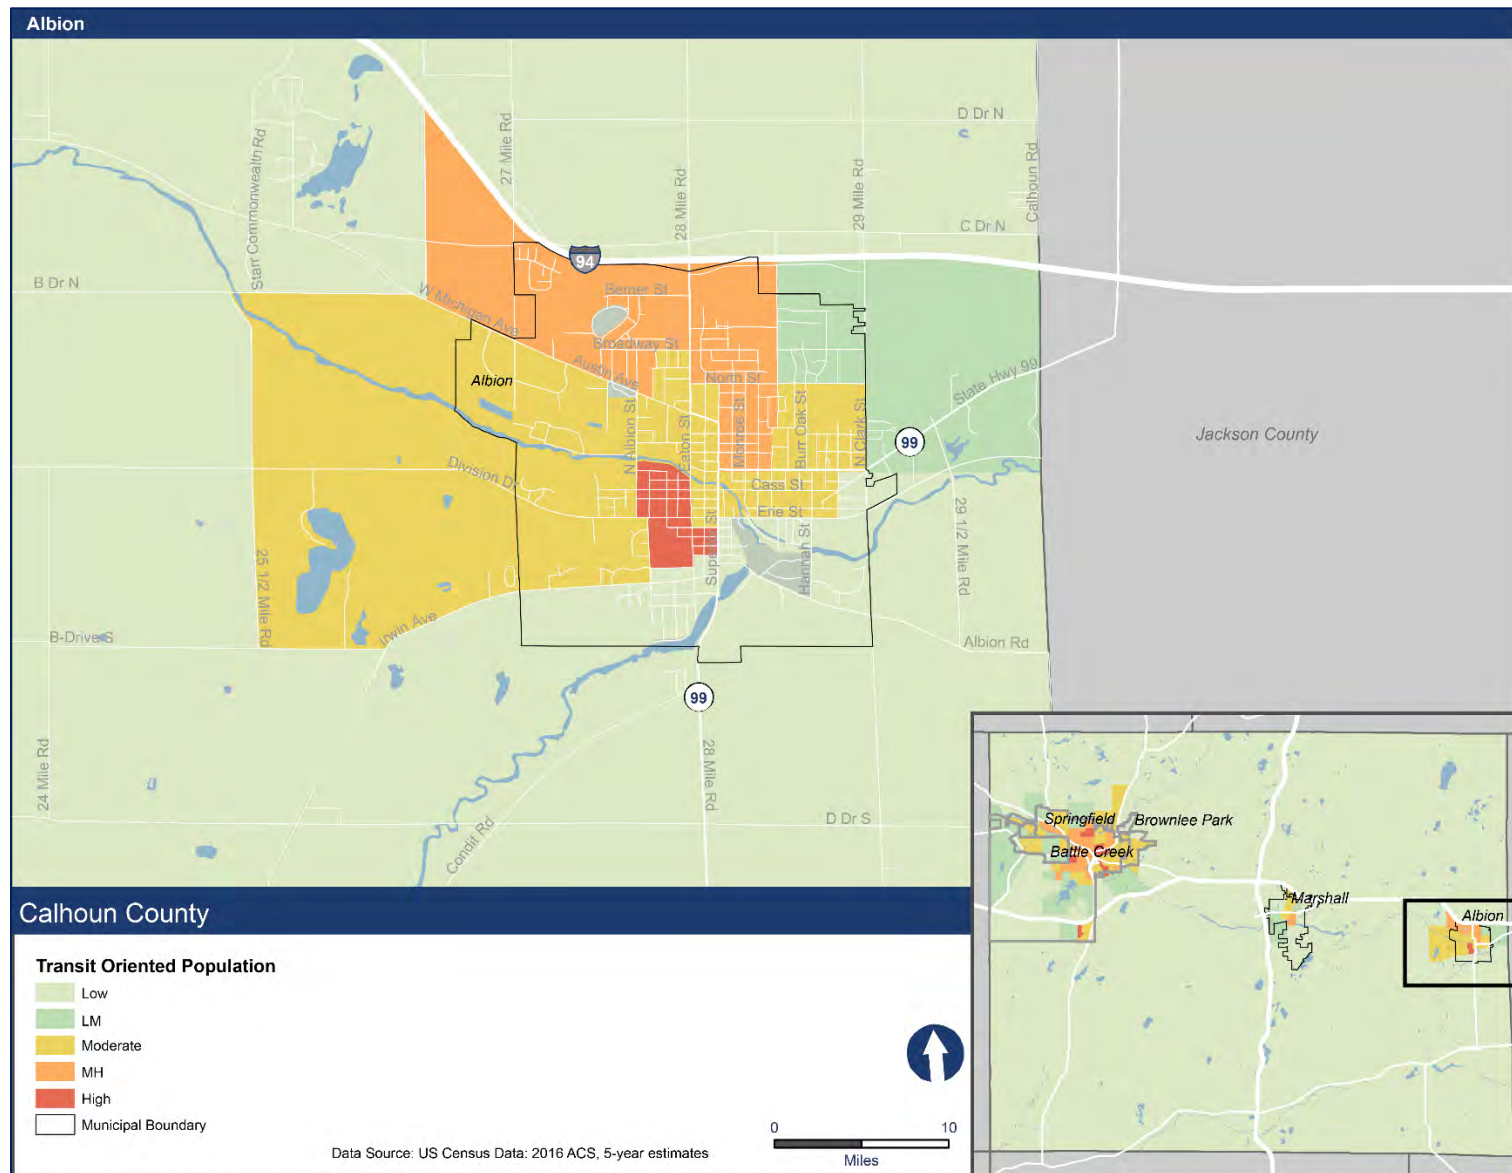 Albion
D Dr N
27 Mile Rd
28 Mile Rd
29 Mile Rd
Calhoun Rd
Starr Commonwealth Rd
C Dr N
94
B Dr N
W Michigan Ave
Berner St
Broadway St
Austin Ave
North St
State Hwy 99
Albion
N Albion St
Eaton St
Monroe St
Burr Oak St
N Clark St
99
Jackson County
Division Dr
Cass St
Erie St
Superior St
Hannah St
29 1/2 Mile Rd
25 1/2 Mile Rd
Irwin Ave
B-Drive S
Albion Rd
99
24 Mile Rd
28 Mile Rd
Condit Rd
D Dr S
Springfield
Brownlee Park
Battle Creek
Marshall
Albion
Calhoun County
Transit Oriented Population
Low
LM
Moderate
MH
High
Municipal Boundary
Data Source: US Census Data: 2016 ACS, 5-year estimates
0 10
Miles